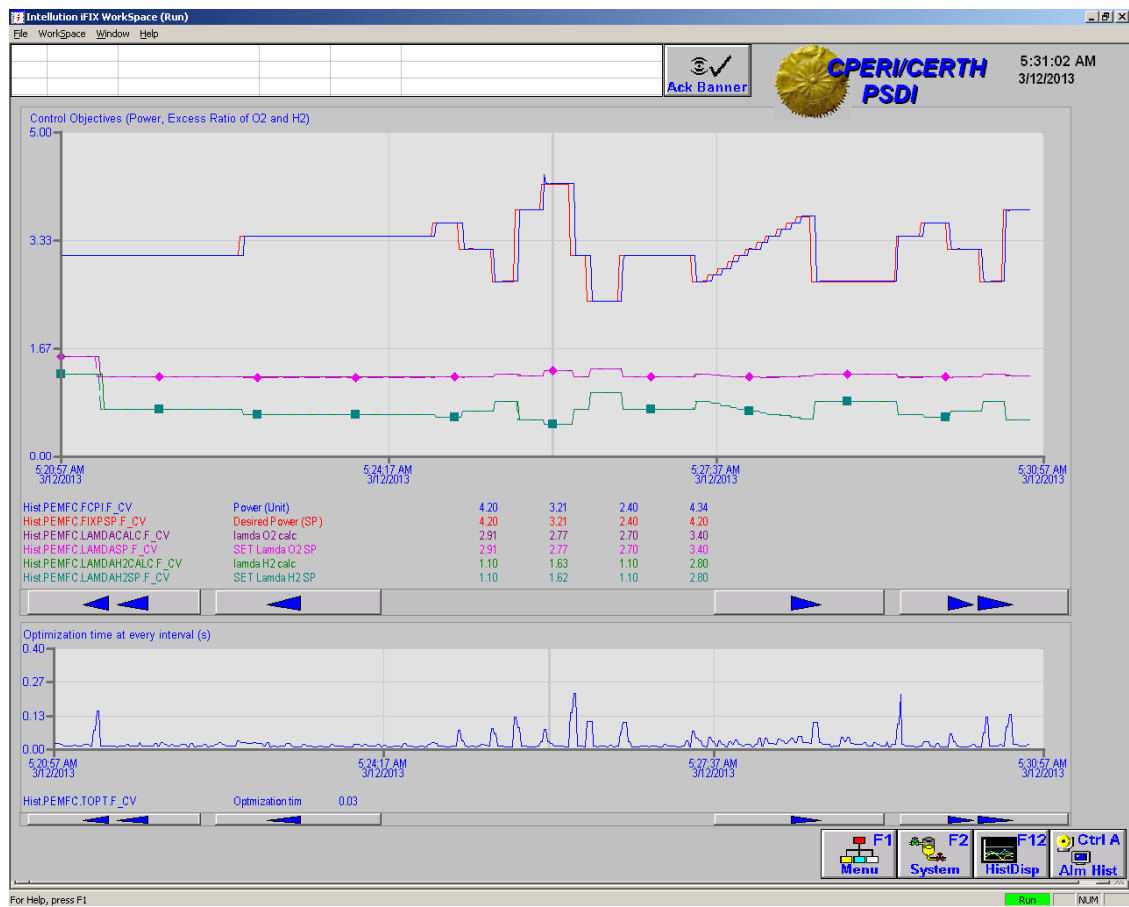 Intellution iFIX WorkSpace (Run)
File WorkSpace Window Help
Ack Banner
CPERI/CERTH
PSDI
5:31:02 AM
3/12/2013
Control Objectives (Power, Excess Ratio of O2 and H2)
5.00
3.33
1.67
0.00
5:20:57 AM 5:24:17 AM 5:27:37 AM 5:30:57 AM
3/12/2013 3/12/2013 3/12/2013 3/12/2013
Hist.PEMFC.FCPI.F_CV Power (Unit) 4.20 3.21 2.40 4.34
Hist.PEMFC.FIXPSP.F_CV Desired Power (SP) 4.20 3.21 2.40 4.20
Hist.PEMFC.LAMDACALC.F_CV lamda O2 calc 2.91 2.77 2.70 3.40
Hist.PEMFC.LAMDASP.F_CV SET Lamda O2 SP 2.91 2.77 2.70 3.40
Hist.PEMFC.LAMDAH2CALC.F_CV lamda H2 calc 1.10 1.63 1.10 2.80
Hist.PEMFC.LAMDAH2SP.F_CV SET Lamda H2 SP 1.10 1.62 1.10 2.80
Optimization time at every interval (s)
0.40
0.27
0.13
0.00
5:20:57 AM 5:24:17 AM 5:27:37 AM 5:30:57 AM
3/12/2013 3/12/2013 3/12/2013 3/12/2013
Hist.PEMFC.TOPT.F_CV Optmization tim 0.03
F1 F2 F12 Ctrl A
Menu System HistDisp Alm Hist
For Help, press F1 Run NUM